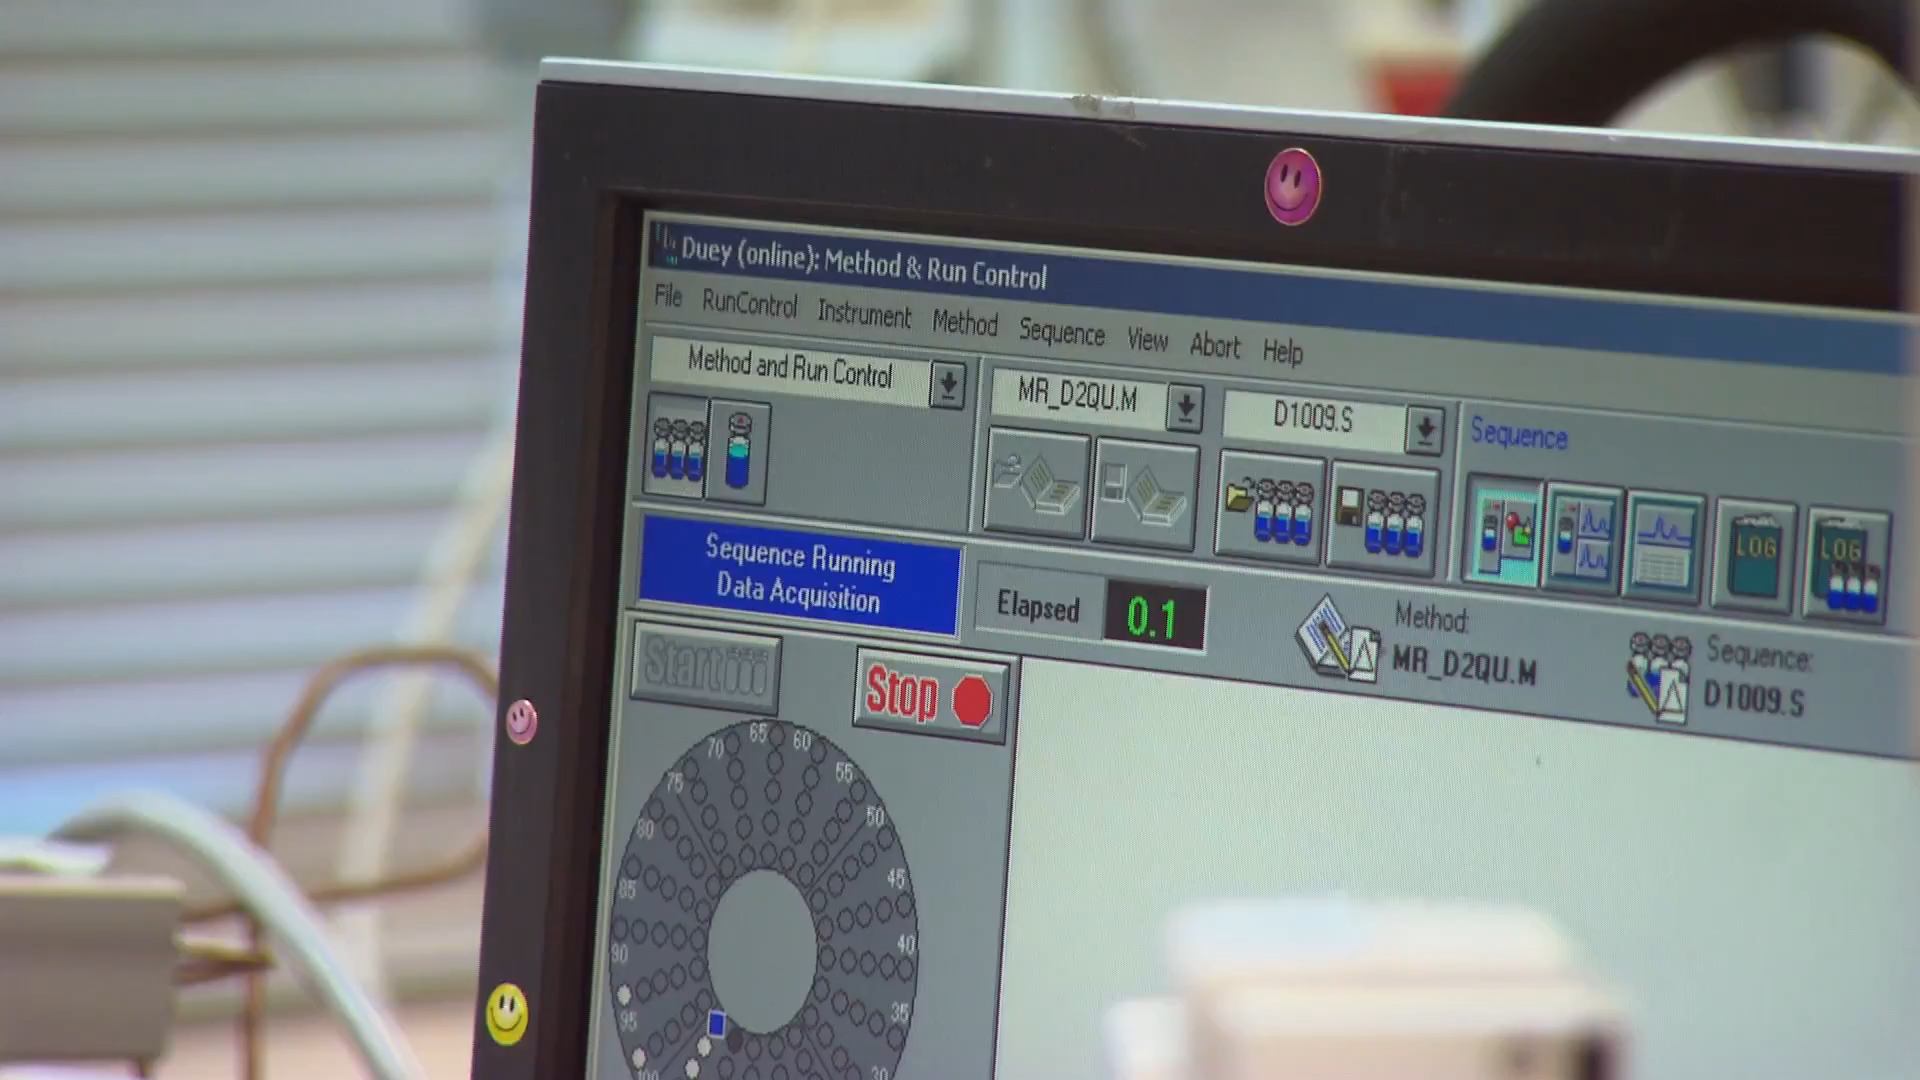 Duey (online): Method & Run Control
File RunControl Instrument Method Sequence View Abort Help
Method and Run Control
MR_D2QU.M
D1009.S
Sequence
LOG
LOG
Sequence Running
Data Acquisition
Elapsed 0.1
Method:
MR_D2QU.M
Sequence:
D1009.S
Start
Stop
65
60
70
55
75
50
80
45
85
40
90
35
95
30
100